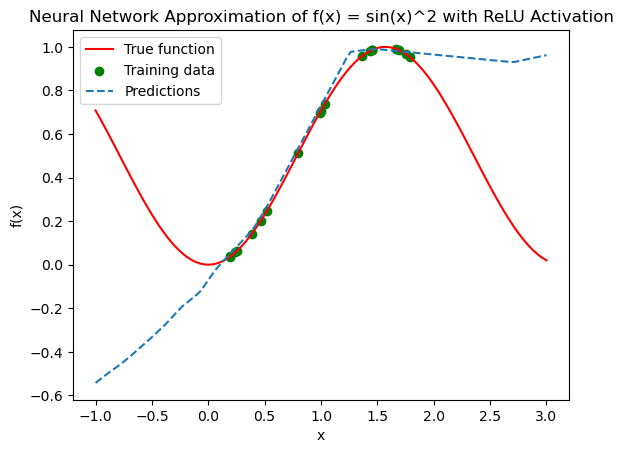 Neural Network Approximation of f(x) = sin(x)^2 with ReLU Activation
True function
Training data
Predictions
f(x)
1.0
0.8
0.6
0.4
0.2
0.0
−0.2
−0.4
−0.6
−1.0 −0.5 0.0 0.5 1.0 1.5 2.0 2.5 3.0
x